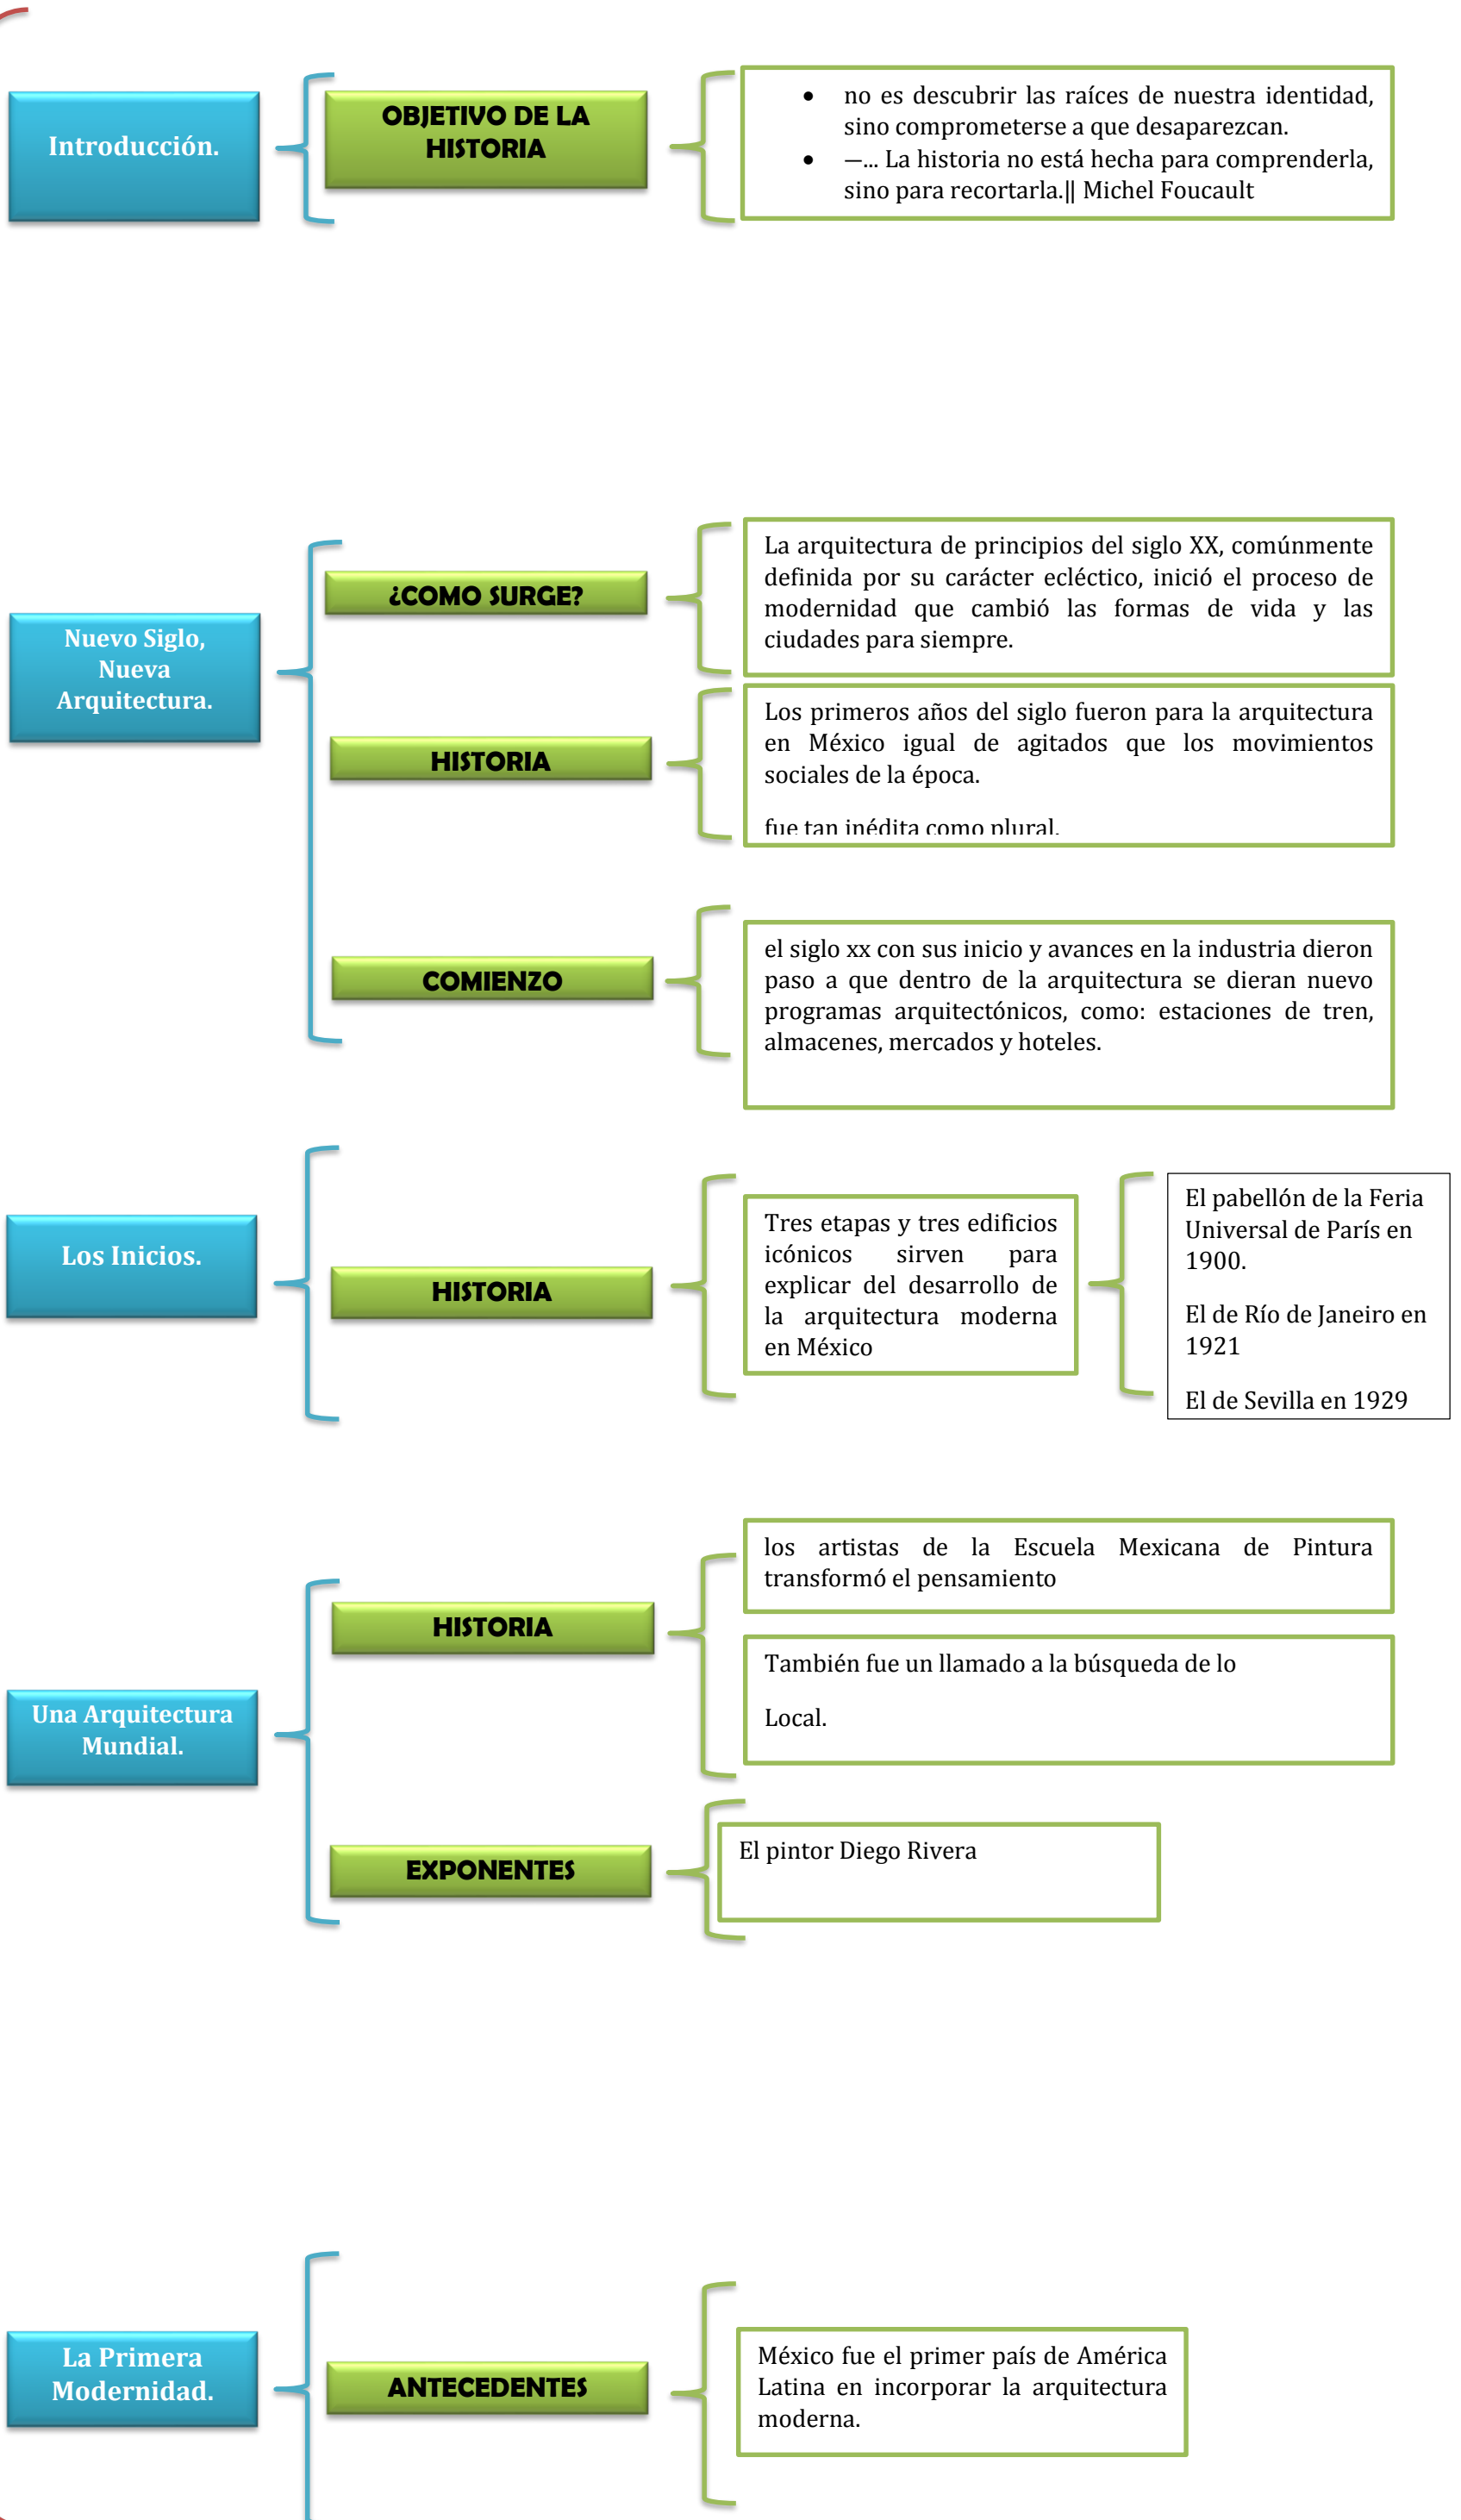 Introducción.
OBJETIVO DE LA
HISTORIA
• no es descubrir las raíces de nuestra identidad,
sino comprometerse a que desaparezcan.
• ―... La historia no está hecha para comprenderla,
sino para recortarla.‖ Michel Foucault
Nuevo Siglo,
Nueva
Arquitectura.
¿COMO SURGE?
La arquitectura de principios del siglo XX, comúnmente
definida por su carácter ecléctico, inició el proceso de
modernidad que cambió las formas de vida y las
ciudades para siempre.
HISTORIA
Los primeros años del siglo fueron para la arquitectura
en México igual de agitados que los movimientos
sociales de la época.
fue tan inédita como plural.
COMIENZO
el siglo xx con sus inicio y avances en la industria dieron
paso a que dentro de la arquitectura se dieran nuevo
programas arquitectónicos, como: estaciones de tren,
almacenes, mercados y hoteles.
Los Inicios.
HISTORIA
Tres etapas y tres edificios
icónicos sirven para
explicar del desarrollo de
la arquitectura moderna
en México
El pabellón de la Feria
Universal de París en
1900.
El de Río de Janeiro en
1921
El de Sevilla en 1929
Una Arquitectura
Mundial.
HISTORIA
los artistas de la Escuela Mexicana de Pintura
transformó el pensamiento
También fue un llamado a la búsqueda de lo
Local.
EXPONENTES
El pintor Diego Rivera
La Primera
Modernidad.
ANTECEDENTES
México fue el primer país de América
Latina en incorporar la arquitectura
moderna.